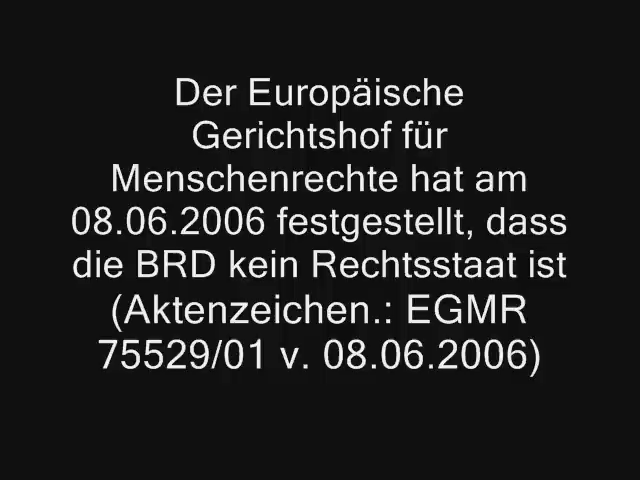 Der Europäische
Gerichtshof für
Menschenrechte hat am
08.06.2006 festgestellt, dass
die BRD kein Rechtsstaat ist
(Aktenzeichen.: EGMR
75529/01 v. 08.06.2006)